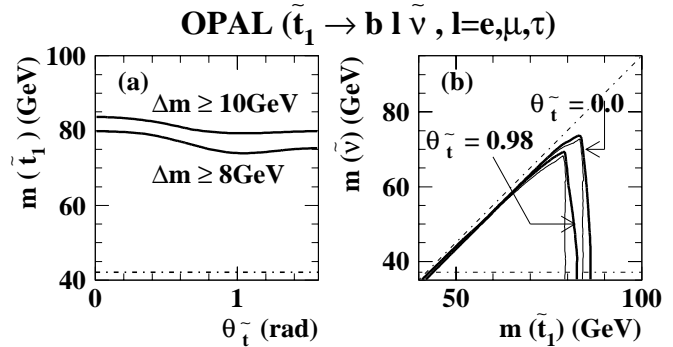 OPAL (t̃₁ → b l ν̃ , l=e,μ,τ)
m (t̃₁) (GeV)
100
80
60
40
(a)
Δm ≥ 10GeV
Δm ≥ 8GeV
0
1
θt̃ (rad)
m (ν̃) (GeV)
80
60
40
(b)
θt̃ = 0.0
θt̃ = 0.98
50
100
m (t̃₁) (GeV)